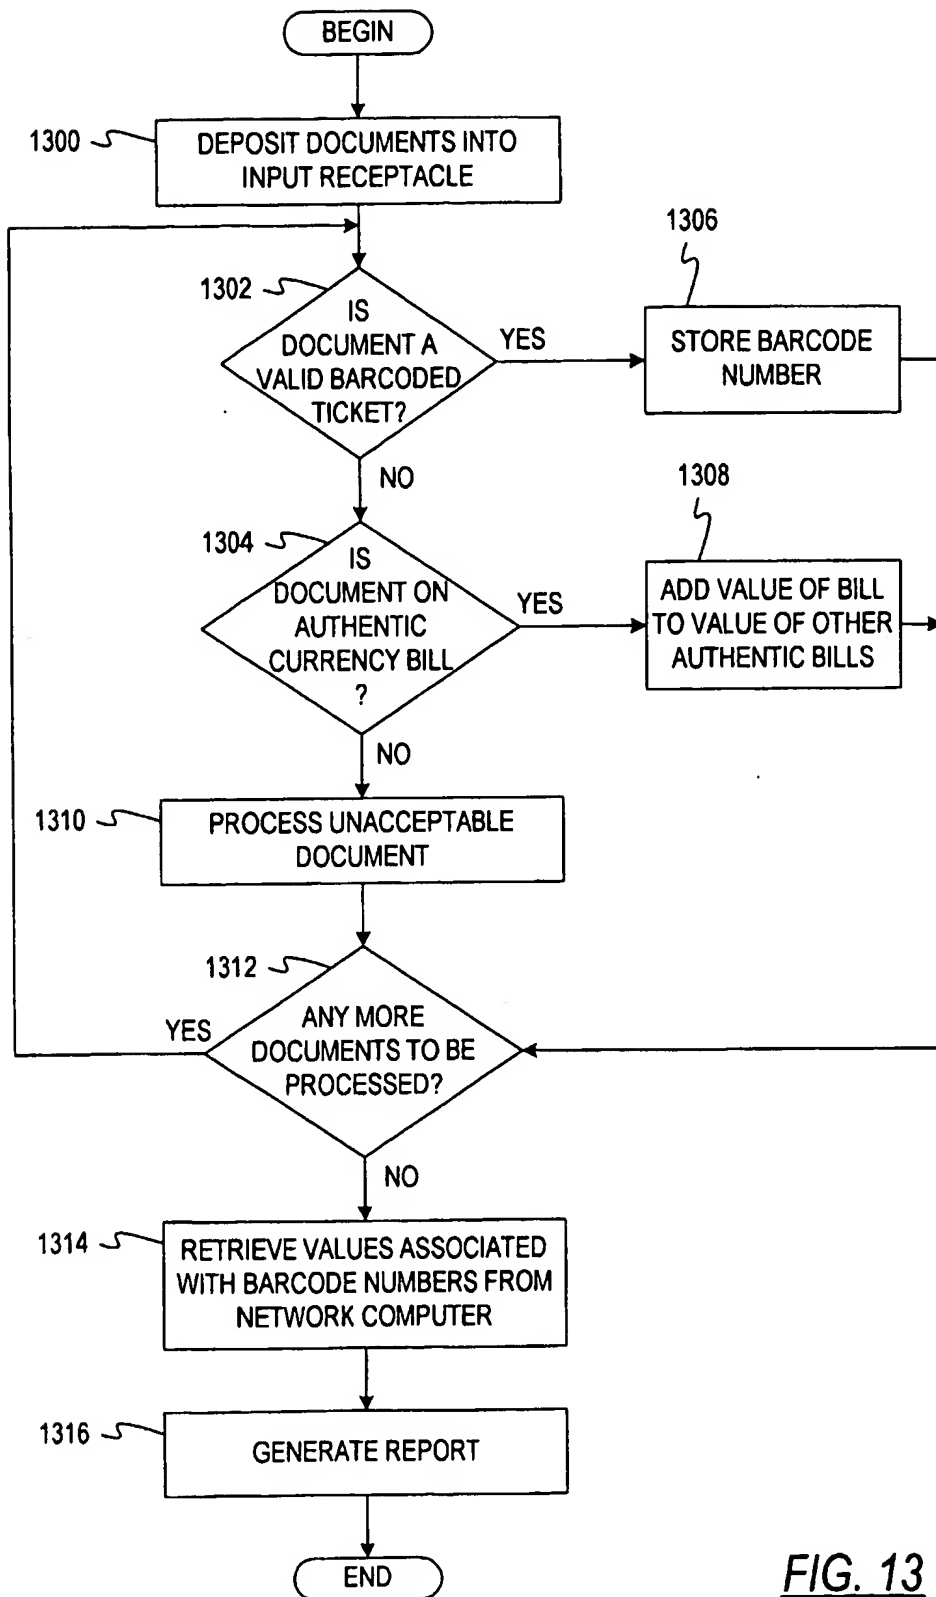 BEGIN
1300
DEPOSIT DOCUMENTS INTO
INPUT RECEPTACLE
1302
IS
DOCUMENT A
VALID BARCODED
TICKET?
YES
1306
STORE BARCODE
NUMBER
NO
1304
IS
DOCUMENT ON
AUTHENTIC
CURRENCY BILL
?
YES
1308
ADD VALUE OF BILL
TO VALUE OF OTHER
AUTHENTIC BILLS
NO
1310
PROCESS UNACCEPTABLE
DOCUMENT
1312
ANY MORE
DOCUMENTS TO BE
PROCESSED?
YES
NO
1314
RETRIEVE VALUES ASSOCIATED
WITH BARCODE NUMBERS FROM
NETWORK COMPUTER
1316
GENERATE REPORT
END
FIG. 13